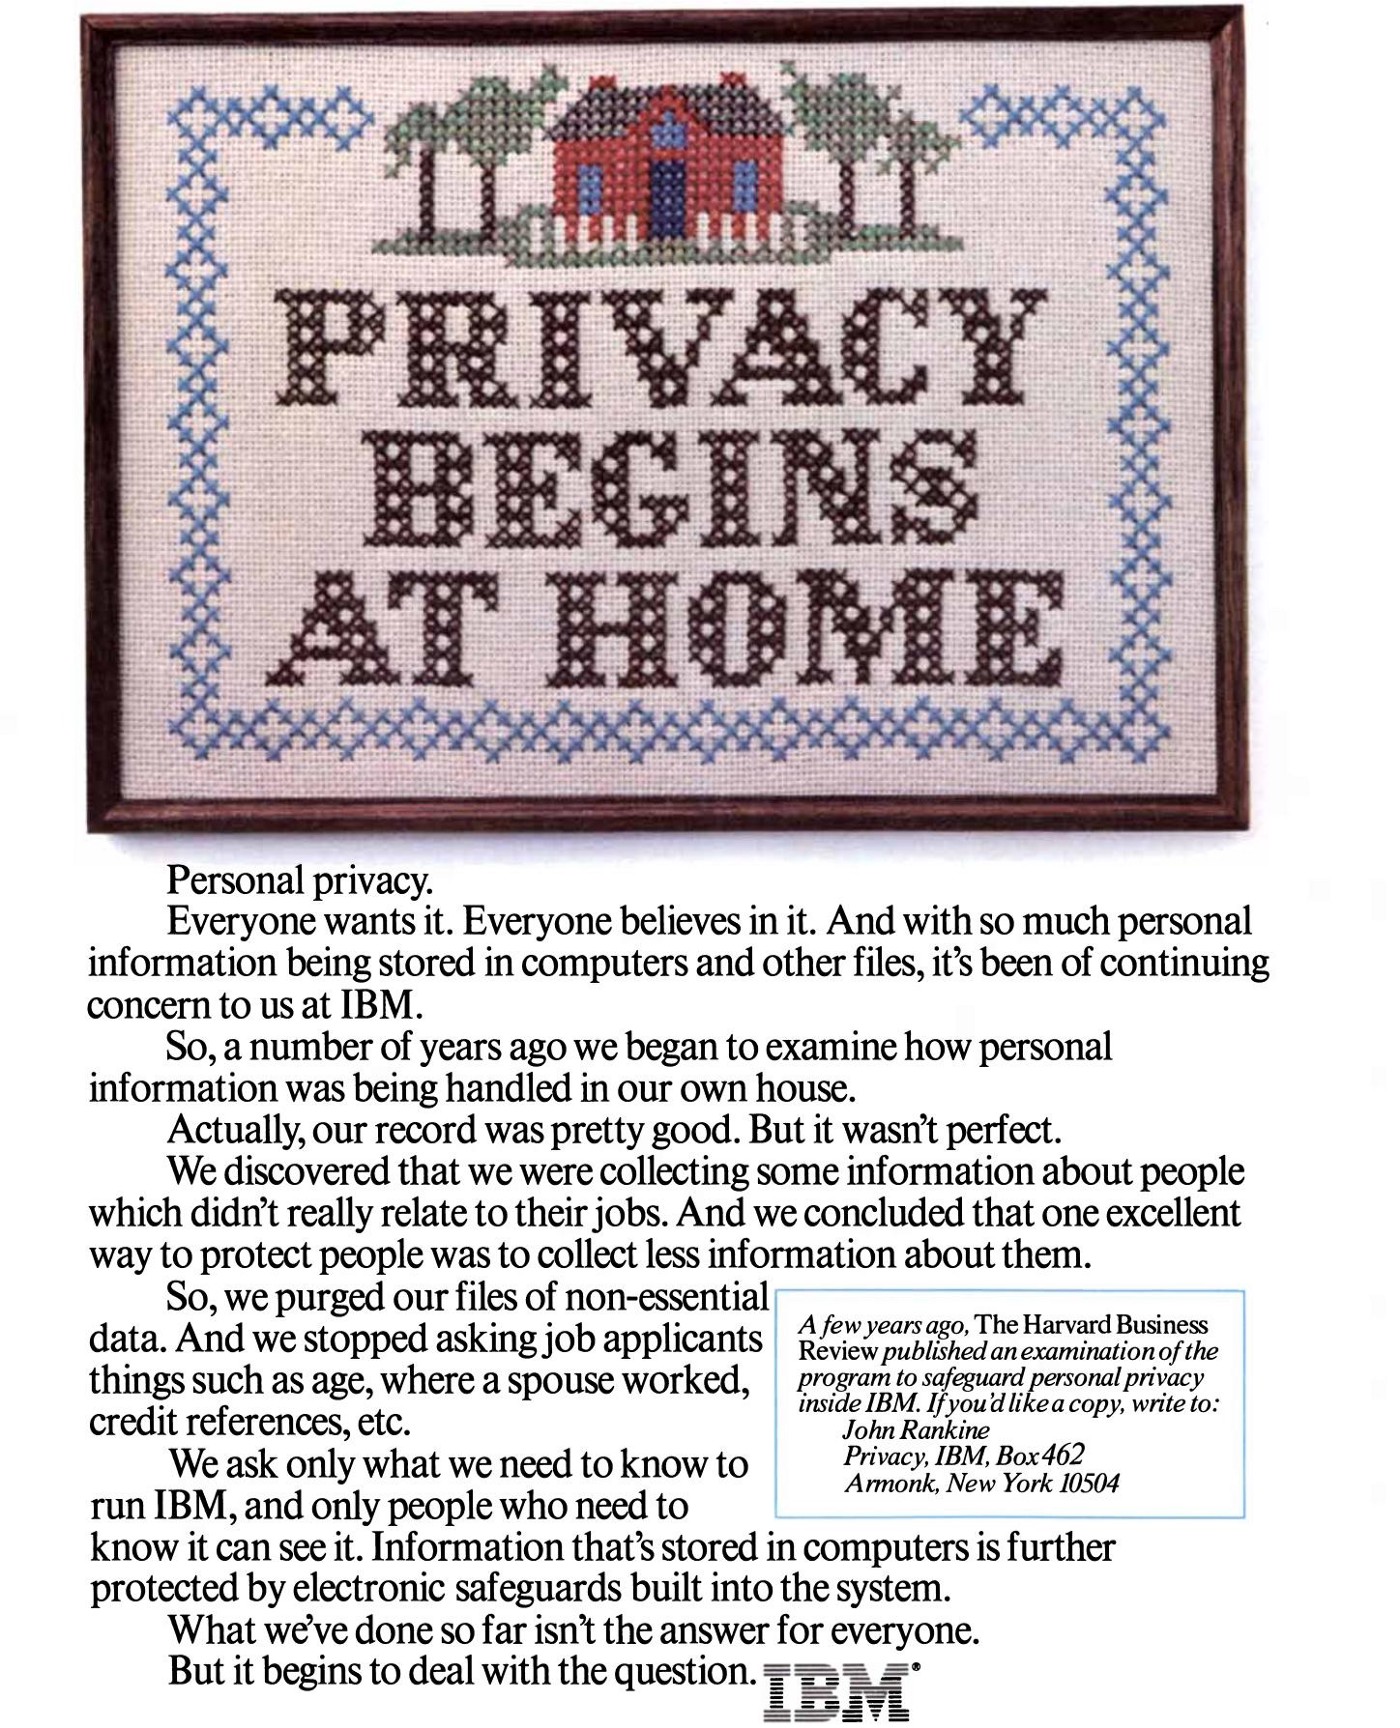 PRIVACY
BEGINS
AT HOME
Personal privacy.
Everyone wants it. Everyone believes in it. And with so much personal
information being stored in computers and other files, it's been of continuing
concern to us at IBM.
So, a number of years ago we began to examine how personal
information was being handled in our own house.
Actually, our record was pretty good. But it wasn't perfect.
We discovered that we were collecting some information about people
which didn't really relate to their jobs. And we concluded that one excellent
way to protect people was to collect less information about them.
So, we purged our files of non-essential
data. And we stopped asking job applicants
things such as age, where a spouse worked,
credit references, etc.
We ask only what we need to know to
run IBM, and only people who need to
know it can see it. Information that's stored in computers is further
protected by electronic safeguards built into the system.
What we've done so far isn't the answer for everyone.
But it begins to deal with the question.
A few years ago, The Harvard Business
Review published an examination of the
program to safeguard personal privacy
inside IBM. If you'd like a copy, write to:
John Rankine
Privacy, IBM, Box 462
Armonk, New York 10504
IBM®